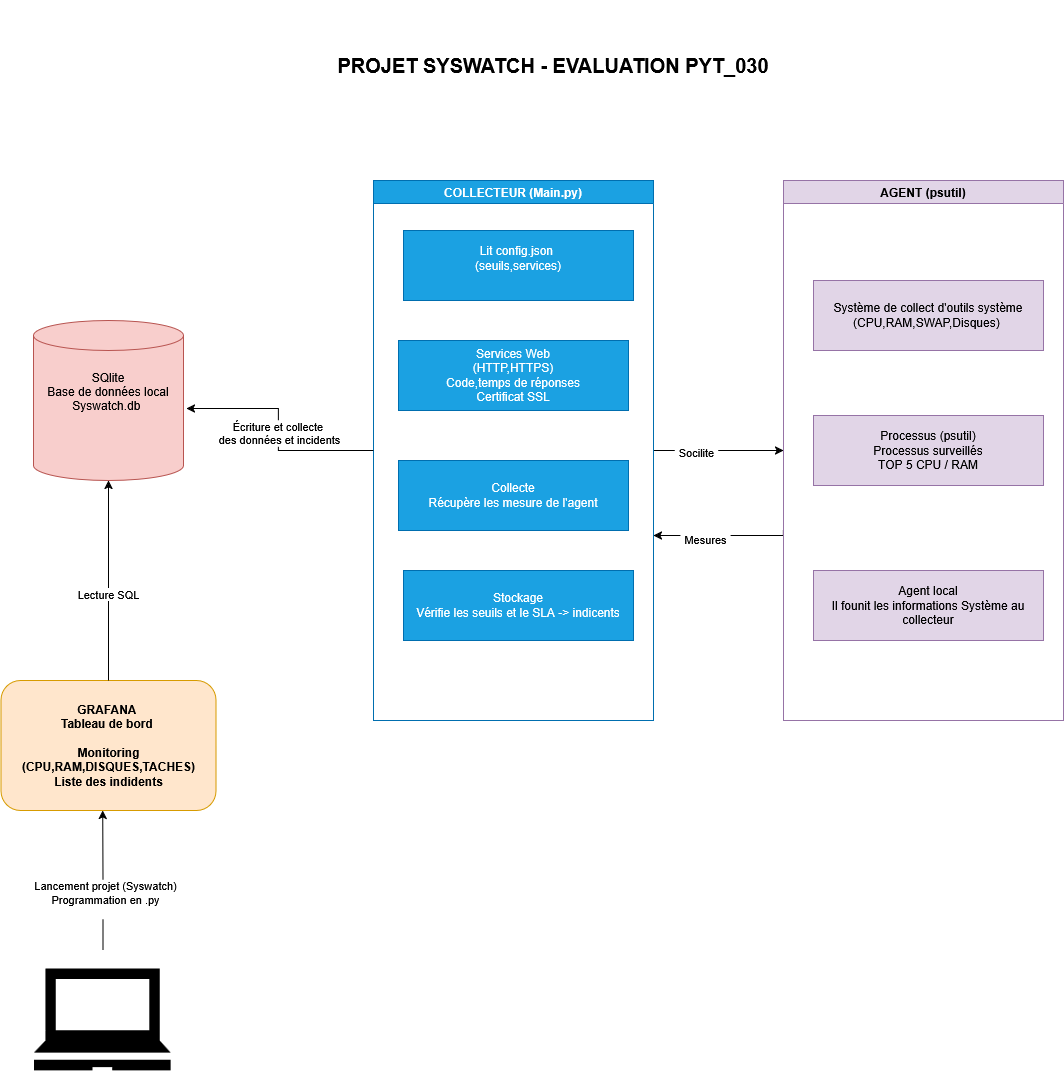 PROJET SYSWATCH - EVALUATION PYT_030
COLLECTEUR (Main.py)
Lit config.json
(seuils,services)
Services Web
(HTTP,HTTPS)
Code,temps de réponses
Certificat SSL
Collecte
Récupère les mesure de l'agent
Stockage
Vérifie les seuils et le SLA -> indicents
AGENT (psutil)
Système de collect d'outils système
(CPU,RAM,SWAP,Disques)
Processus (psutil)
Processus surveillés
TOP 5 CPU / RAM
Agent local
Il founit les informations Système au
collecteur
Socilite
Mesures
Écriture et collecte
des données et incidents
SQlite
Base de données local
Syswatch.db
Lecture SQL
GRAFANA
Tableau de bord
Monitoring
(CPU,RAM,DISQUES,TACHES)
Liste des indidents
Lancement projet (Syswatch)
Programmation en .py